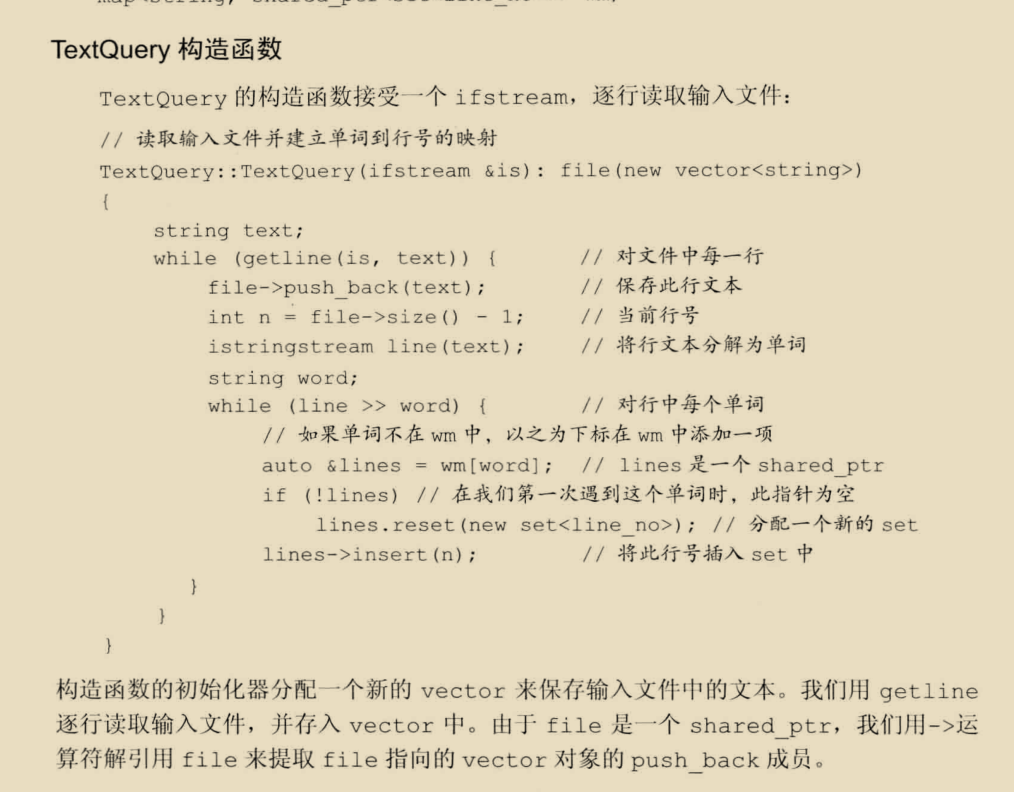 TextQuery 构造函数
TextQuery 的构造函数接受一个 ifstream，逐行读取输入文件：
// 读取输入文件并建立单词到行号的映射
TextQuery::TextQuery(ifstream &is): file(new vector<string>)
{
    string text;
    while (getline(is, text)) {        // 对文件中每一行
        file->push_back(text);         // 保存此行文本
        int n = file->size() - 1;      // 当前行号
        istringstream line(text);      // 将行文本分解为单词
        string word;
        while (line >> word) {         // 对行中每个单词
            // 如果单词不在 wm 中，以之为下标在 wm 中添加一项
            auto &lines = wm[word];  // lines 是一个 shared_ptr
            if (!lines) // 在我们第一次遇到这个单词时，此指针为空
                lines.reset(new set<line_no>); // 分配一个新的 set
            lines->insert(n);          // 将此行号插入 set 中
        }
    }
}
构造函数的初始化器分配一个新的 vector 来保存输入文件中的文本。我们用 getline
逐行读取输入文件，并存入 vector 中。由于 file 是一个 shared_ptr，我们用->运
算符解引用 file 来提取 file 指向的 vector 对象的 push_back 成员。